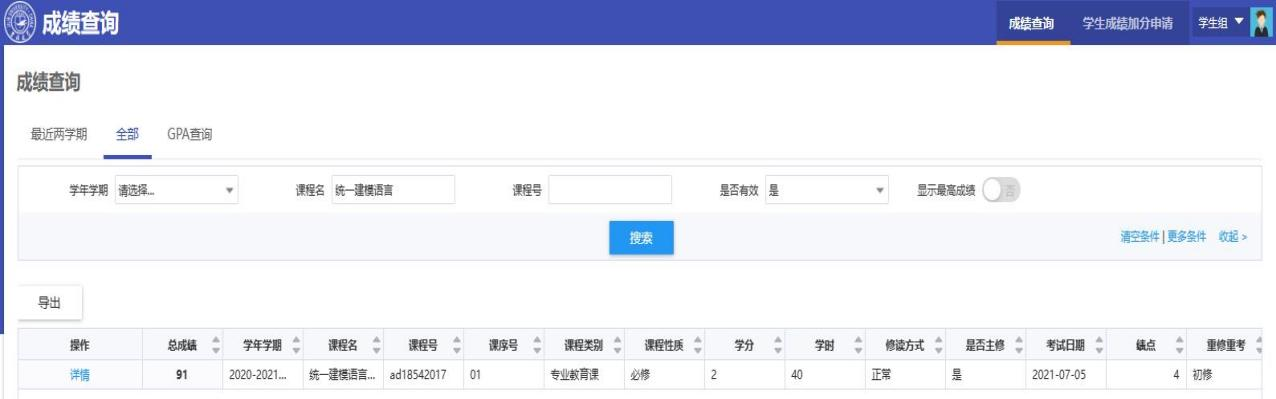 成绩查询 成绩查询 学生成绩加分申请 学生组
成绩查询
最近两学期 全部 GPA查询
学年学期 请选择... 课程名 统一建模语言 课程号 是否有效 是 显示最高成绩 否
搜索 清空条件 | 更多条件 收起 >
导出
操作 总成绩 学年学期 课程名 课程号 课序号 课程类别 课程性质 学分 学时 修读方式 是否主修 考试日期 绩点 重修重考
详情 91 2020-2021... 统一建模语言... ad18542017 01 专业教育课 必修 2 40 正常 是 2021-07-05 4 初修